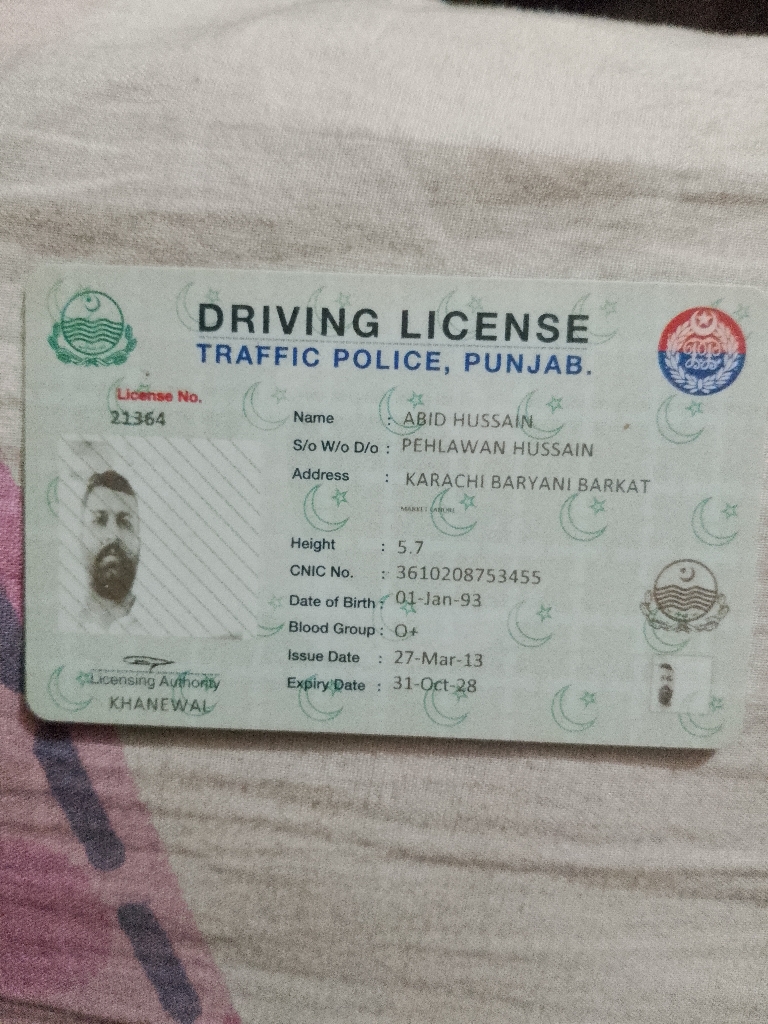 DRIVING LICENSE
TRAFFIC POLICE, PUNJAB.
License No.
21364
Name : ABID HUSSAIN
S/o W/o D/o : PEHLAWAN HUSSAIN
Address : KARACHI BARYANI BARKAT
MARKET LAHORE
Height : 5.7
CNIC No. : 3610208753455
Date of Birth : 01-Jan-93
Blood Group : O+
Issue Date : 27-Mar-13
Expiry Date : 31-Oct-28
Licensing Authority
KHANEWAL